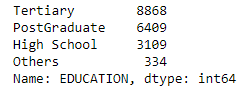 Tertiary 8868
PostGraduate 6409
High School 3109
Others 334
Name: EDUCATION, dtype: int64